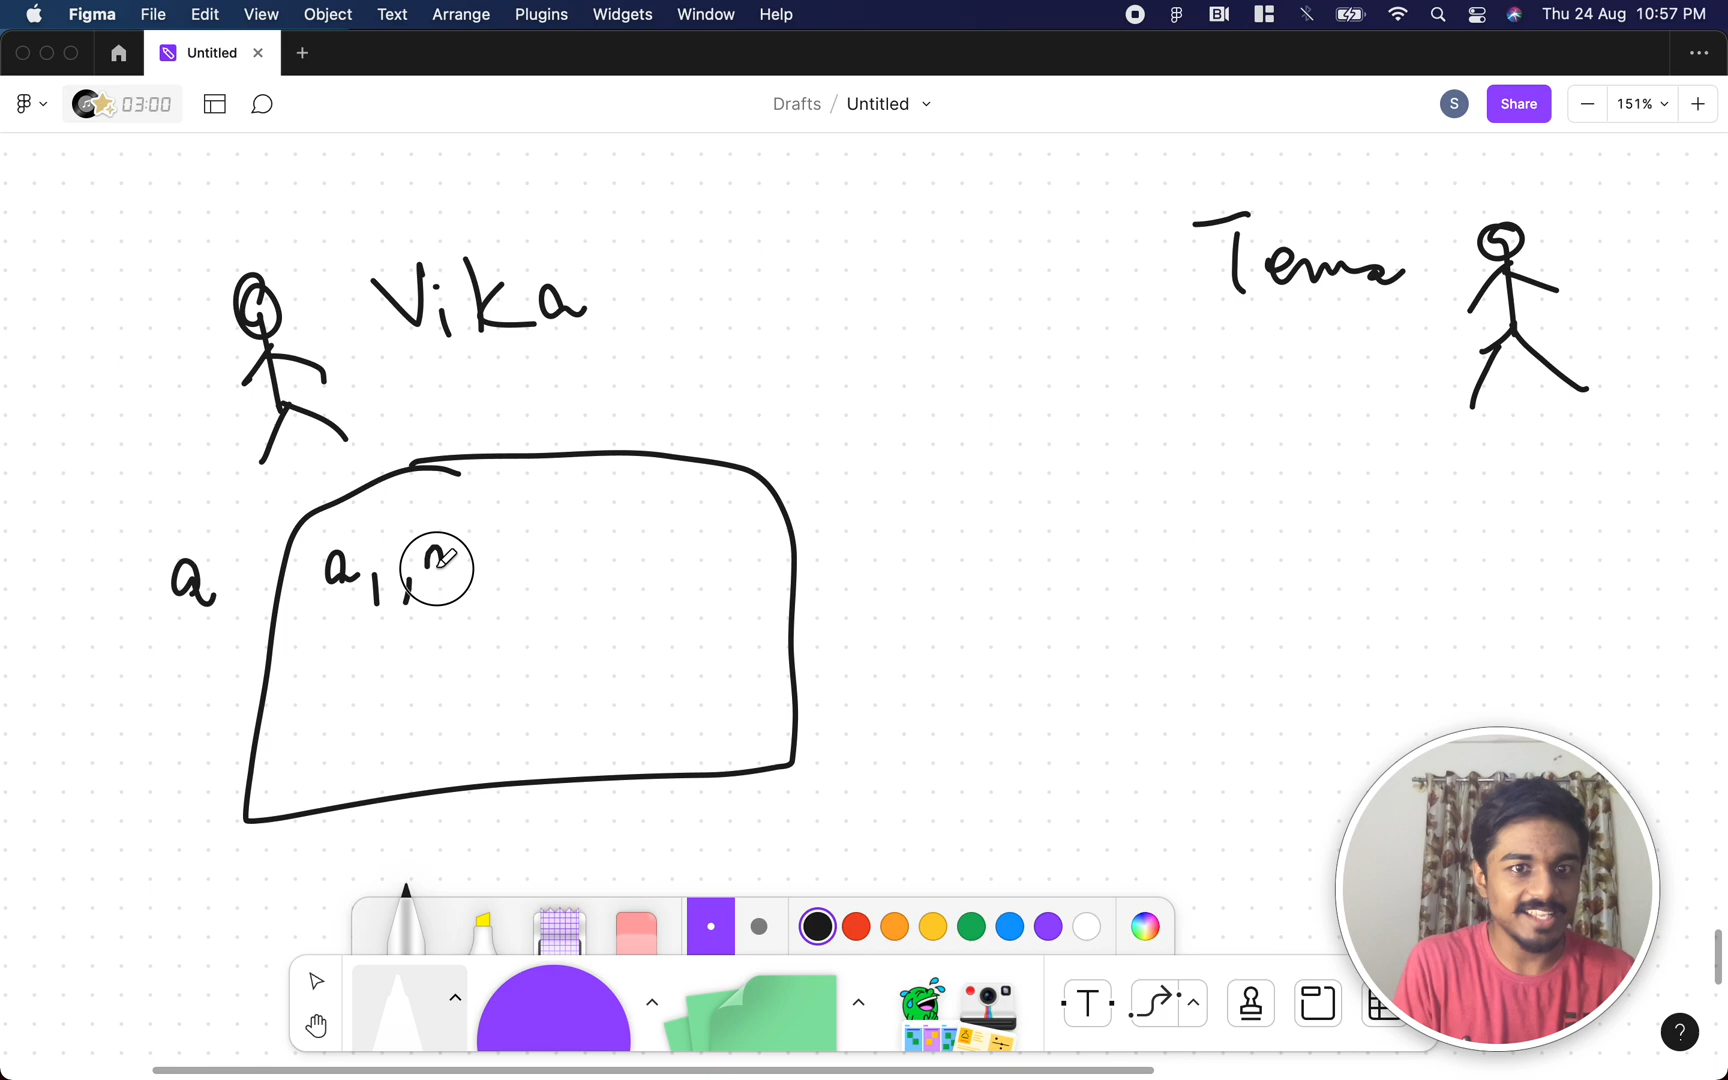 Figma File Edit View Object Text Arrange Plugins Widgets Window Help Thu 24 Aug 10:57 PM
Untitled
03:00 Drafts / Untitled S Share 151%
Vika
Tema
a
a₁,
T
?